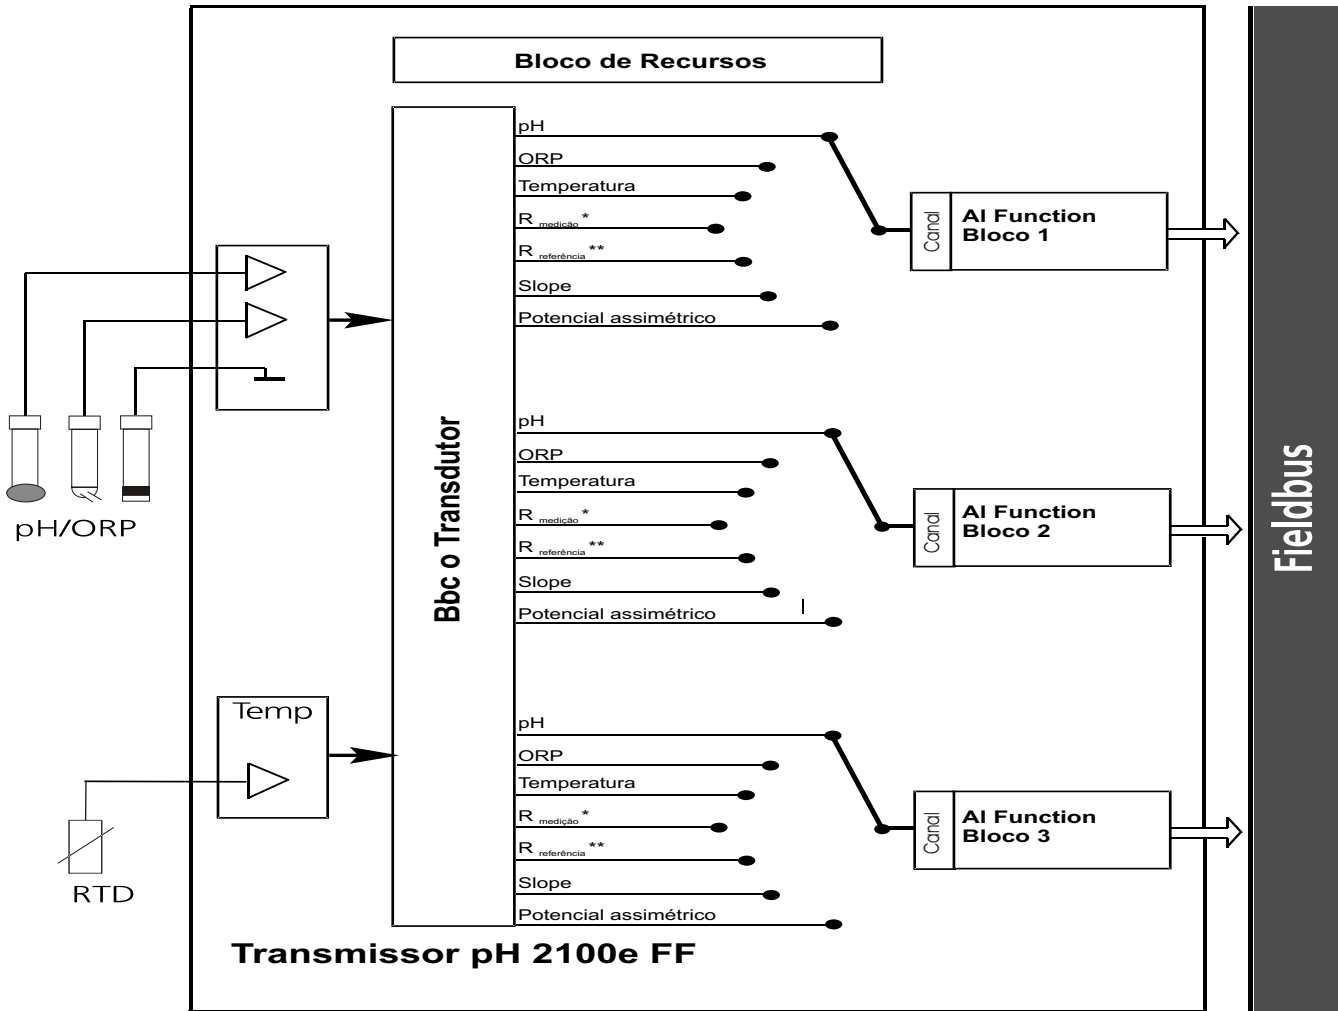 Bloco de Recursos
pH
ORP
Temperatura
R medição *
R referência **
Slope
Potencial assimétrico
Canal
AI Function
Bloco 1
pH/ORP
Bbc o Transdutor
pH
ORP
Temperatura
R medição *
R referência **
Slope
Potencial assimétrico
Canal
AI Function
Bloco 2
Fieldbus
Temp
RTD
pH
ORP
Temperatura
R medição *
R referência **
Slope
Potencial assimétrico
Canal
AI Function
Bloco 3
Transmissor pH 2100e FF